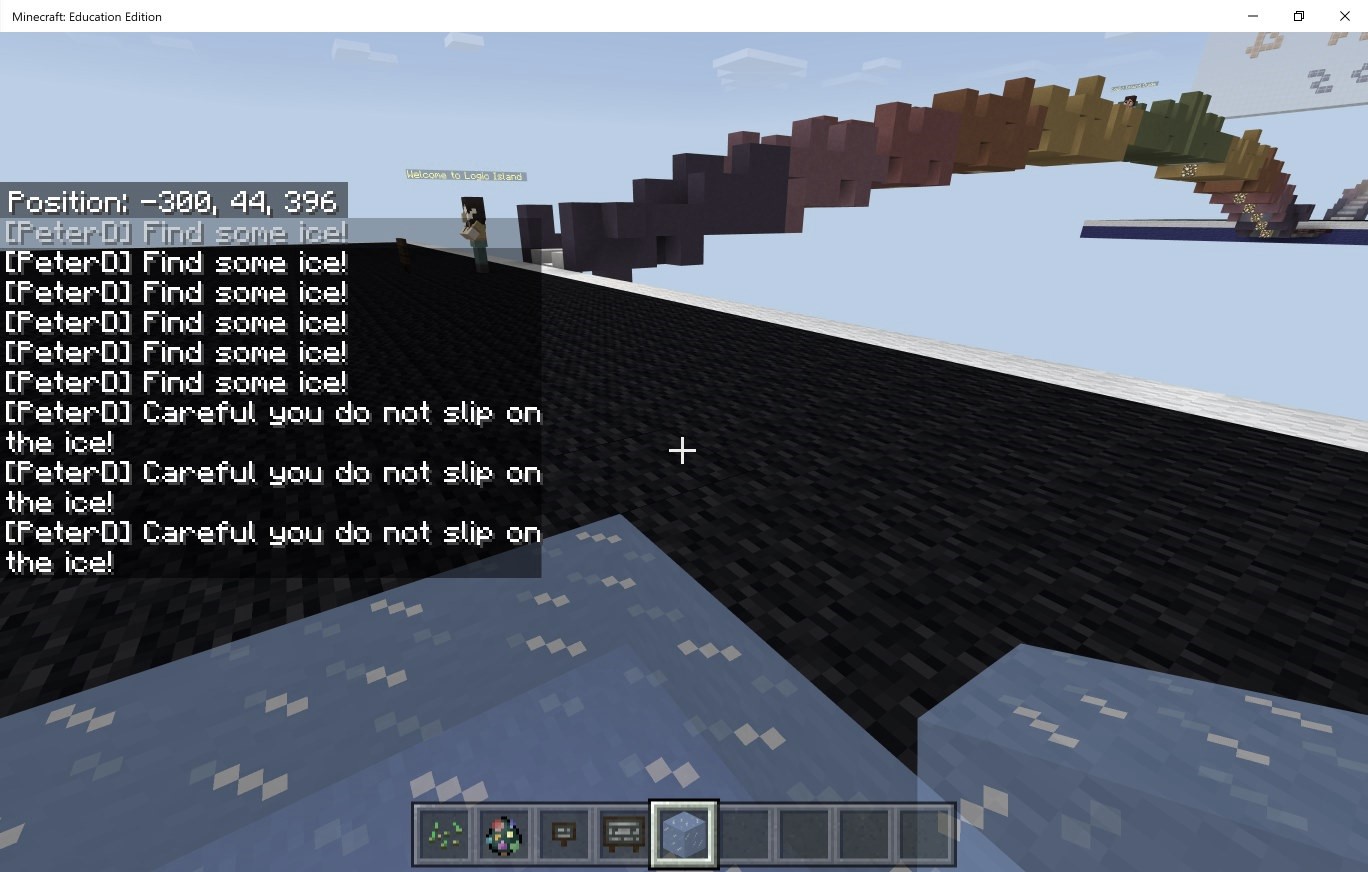 Minecraft: Education Edition
Welcome to Logic Island
Position: -300, 44, 396
[PeterD] Find some ice!
[PeterD] Find some ice!
[PeterD] Find some ice!
[PeterD] Find some ice!
[PeterD] Find some ice!
[PeterD] Find some ice!
[PeterD] Careful you do not slip on
the ice!
[PeterD] Careful you do not slip on
the ice!
[PeterD] Careful you do not slip on
the ice!